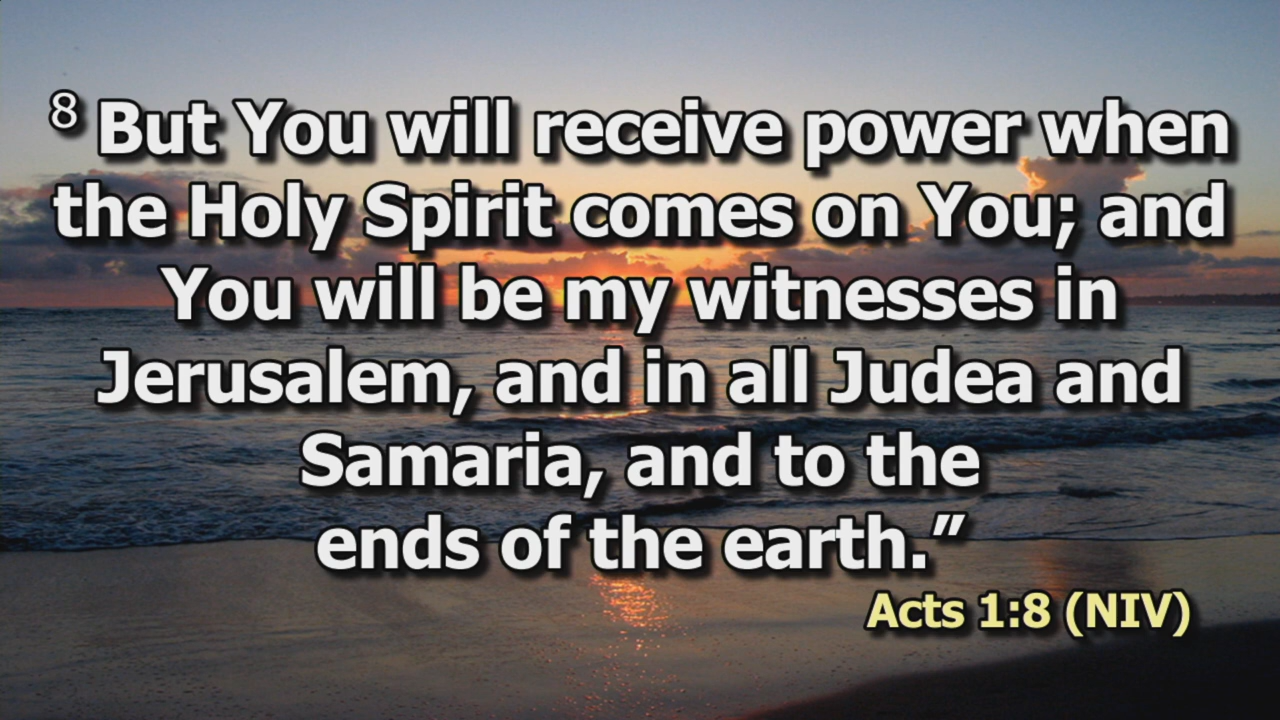 8 But You will receive power when
the Holy Spirit comes on You; and
You will be my witnesses in
Jerusalem, and in all Judea and
Samaria, and to the
ends of the earth.”
Acts 1:8 (NIV)